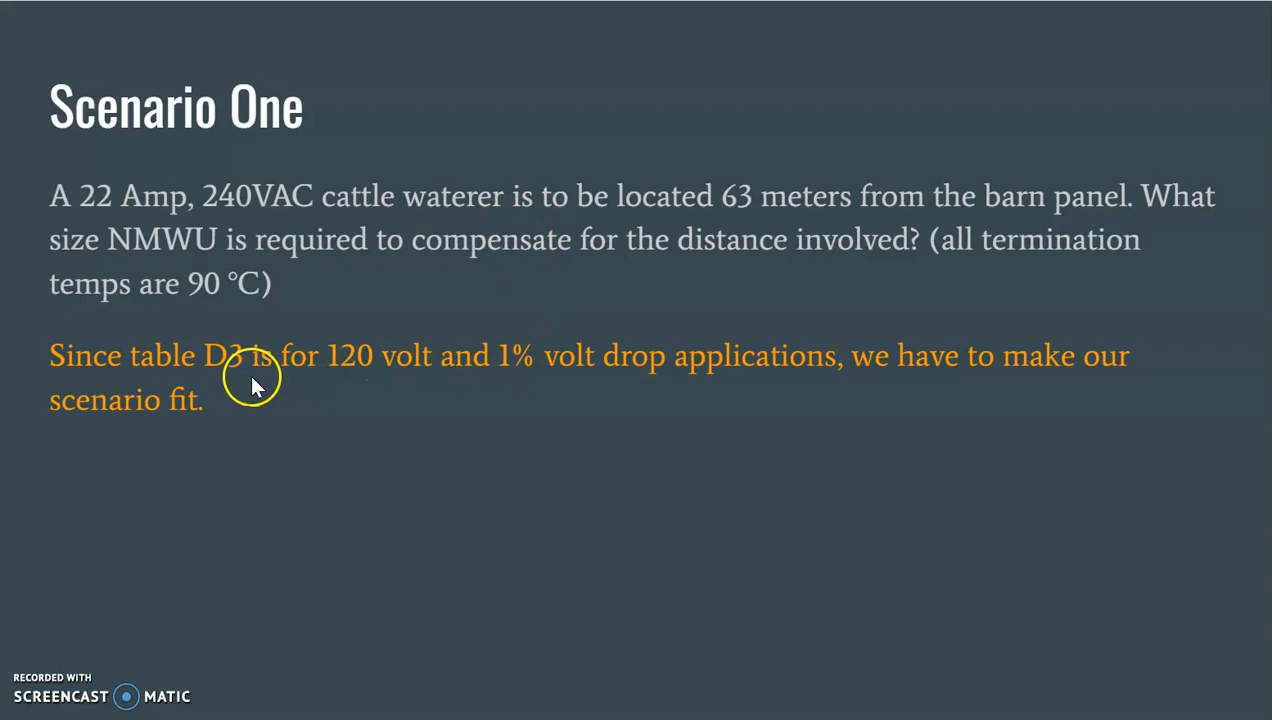 Scenario One
A 22 Amp, 240VAC cattle waterer is to be located 63 meters from the barn panel. What
size NMWU is required to compensate for the distance involved? (all termination
temps are 90 °C)
Since table D3 is for 120 volt and 1% volt drop applications, we have to make our
scenario fit.
RECORDED WITH
SCREENCAST MATIC